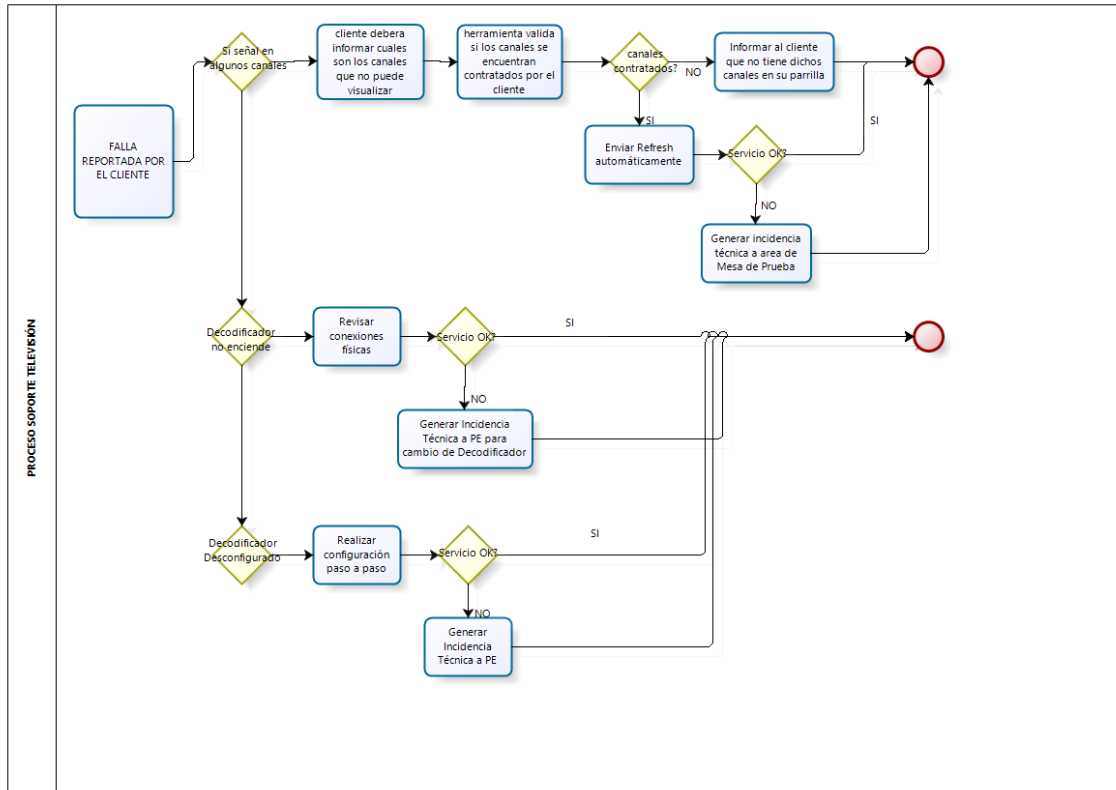 PROCESO SOPORTE TELEVISIÓN
FALLA
REPORTADA POR
EL CLIENTE
Si señal en
algunos canales
cliente debera
informar cuales
son los canales
que no puede
visualizar
herramienta valida
si los canales se
encuentran
contratados por el
cliente
canales
contratados?
NO
Informar al cliente
que no tiene dichos
canales en su parrilla
SI
Enviar Refresh
automáticamente
Servicio OK?
SI
NO
Generar incidencia
técnica a area de
Mesa de Prueba
Decodificador
no enciende
Revisar
conexiones
físicas
Servicio OK?
SI
NO
Generar Incidencia
Técnica a PE para
cambio de Decodificador
Decodificador
Desconfigurado
Realizar
configuración
paso a paso
Servicio OK?
SI
NO
Generar
Incidencia
Técnica a PE